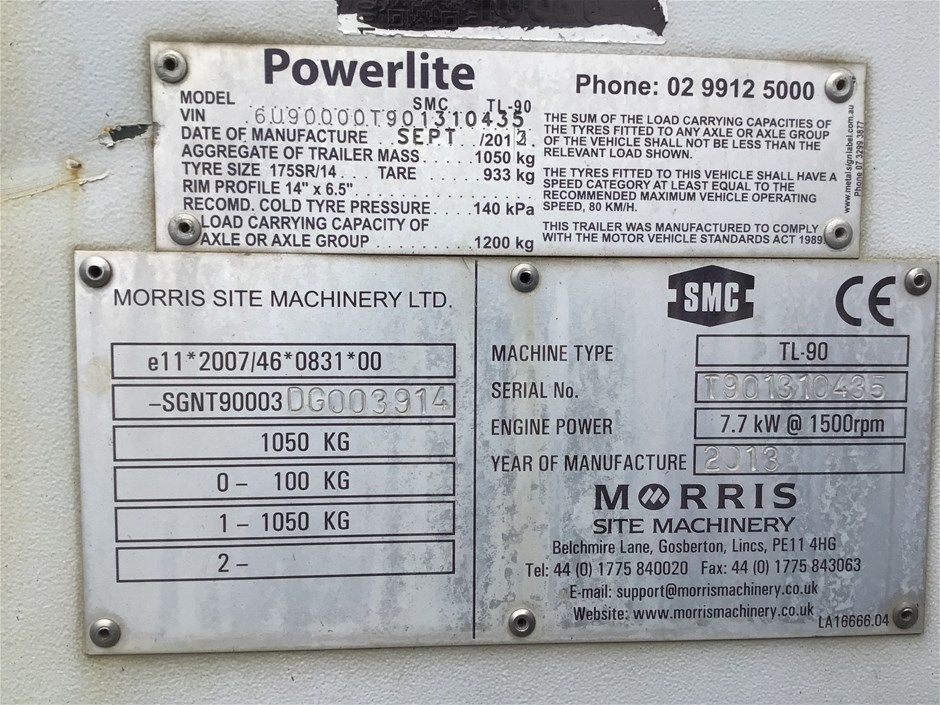 Powerlite
Phone: 02 9912 5000
MODEL SMC TL-90
VIN 6U90000T901310435
DATE OF MANUFACTURE SEPT /2013
AGGREGATE OF TRAILER MASS 1050 kg
TYRE SIZE 175SR/14 .... TARE ........ 933 kg
RIM PROFILE 14" x 6.5"
RECOMD. COLD TYRE PRESSURE .... 140 kPa
LOAD CARRYING CAPACITY OF
AXLE OR AXLE GROUP ............ 1200 kg
THE SUM OF THE LOAD CARRYING CAPACITIES OF
THE TYRES FITTED TO ANY AXLE OR AXLE GROUP
OF THE VEHICLE SHALL NOT BE LESS THAN THE
RELEVANT LOAD SHOWN.
THE TYRES FITTED TO THIS VEHICLE SHALL HAVE A
SPEED CATEGORY AT LEAST EQUAL TO THE
RECOMMENDED MAXIMUM VEHICLE OPERATING
SPEED, 80 KM/H.
THIS TRAILER WAS MANUFACTURED TO COMPLY
WITH THE MOTOR VEHICLE STANDARDS ACT 1989.
www.metalsignlabel.com.au
Phone 07 3299 3877
MORRIS SITE MACHINERY LTD.
e11*2007/46*0831*00
–SGNT90003DG003914
1050 KG
0 – 100 KG
1 – 1050 KG
2 –
SMC CE
MACHINE TYPE TL-90
SERIAL No. T901310435
ENGINE POWER 7.7 kW @ 1500rpm
YEAR OF MANUFACTURE 2013
MORRIS
SITE MACHINERY
Belchmire Lane, Gosberton, Lincs, PE11 4HG
Tel: 44 (0) 1775 840020 Fax: 44 (0) 1775 843063
E-mail: support@morrismachinery.co.uk
Website: www.morrismachinery.co.uk
LA16666.04